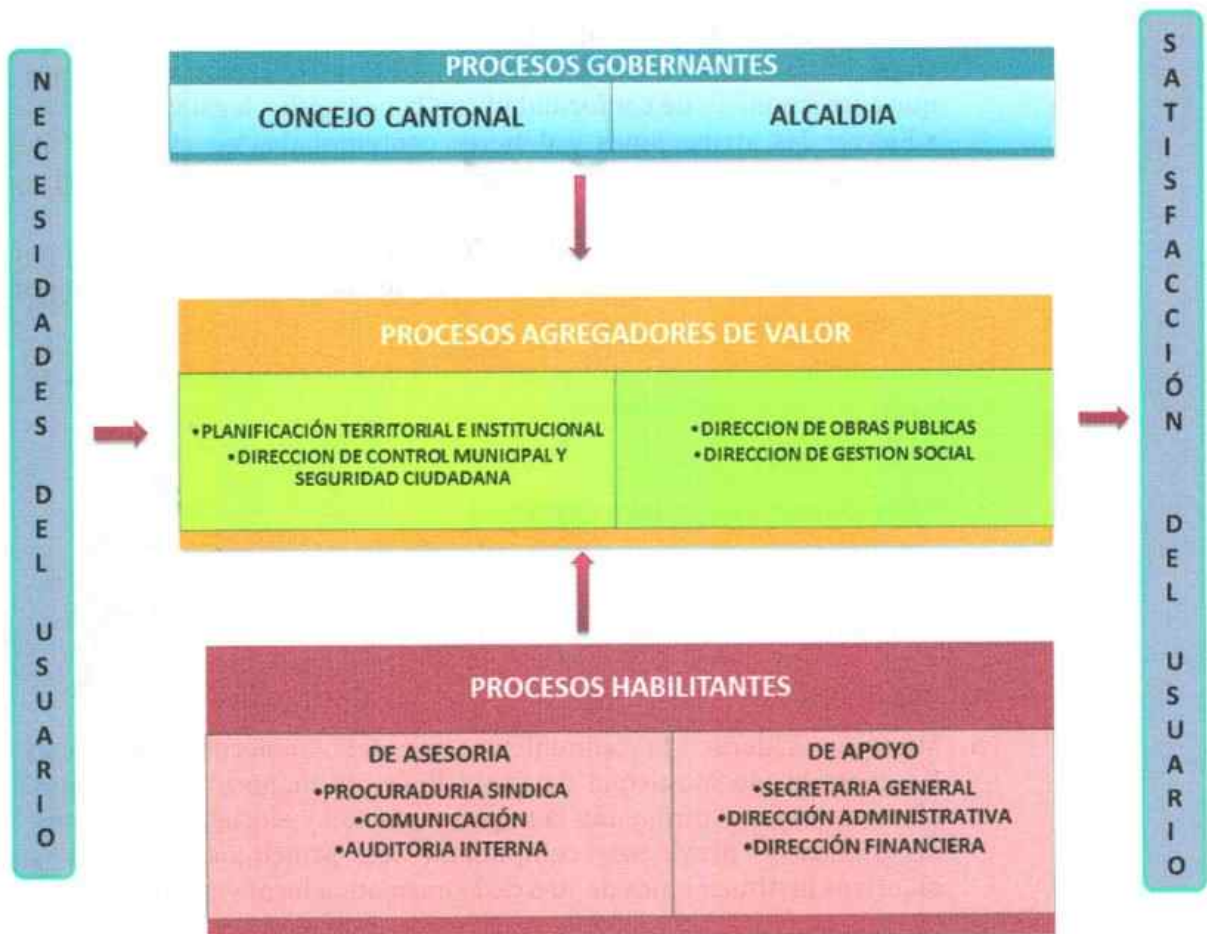 NECESIDADES DEL USUARIO
PROCESOS GOBERNANTES
CONCEJO CANTONAL
ALCALDIA
PROCESOS AGREGADORES DE VALOR
•PLANIFICACIÓN TERRITORIAL E INSTITUCIONAL
•DIRECCION DE CONTROL MUNICIPAL Y
SEGURIDAD CIUDADANA
•DIRECCION DE OBRAS PUBLICAS
•DIRECCION DE GESTION SOCIAL
PROCESOS HABILITANTES
DE ASESORIA
•PROCURADURIA SINDICA
•COMUNICACIÓN
•AUDITORIA INTERNA
DE APOYO
•SECRETARIA GENERAL
•DIRECCIÓN ADMINISTRATIVA
•DIRECCIÓN FINANCIERA
SATISFACCIÓN DEL USUARIO